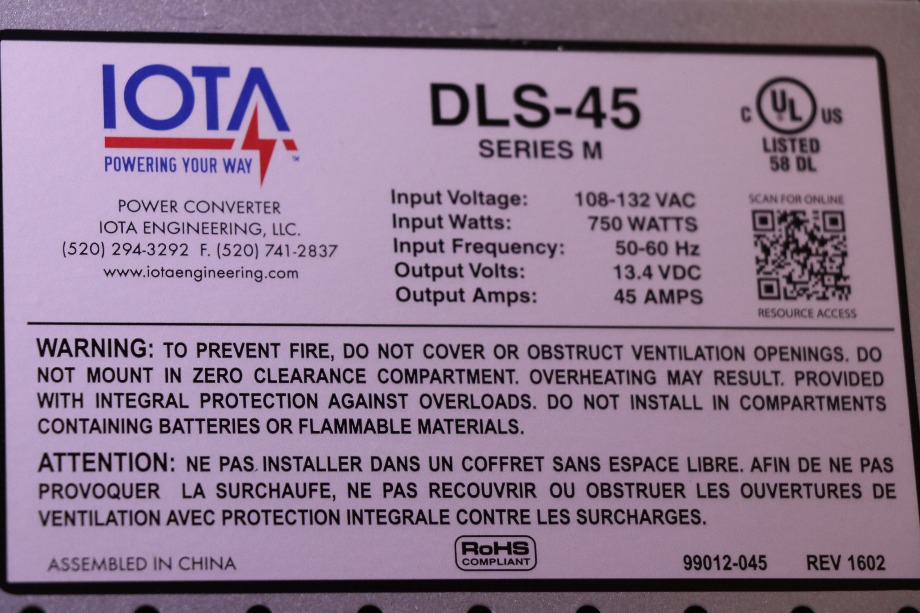 IOTA
POWERING YOUR WAY™
POWER CONVERTER
IOTA ENGINEERING, LLC.
(520) 294-3292 F. (520) 741-2837
www.iotaengineering.com
DLS-45
SERIES M
Input Voltage: 108-132 VAC
Input Watts: 750 WATTS
Input Frequency: 50-60 Hz
Output Volts: 13.4 VDC
Output Amps: 45 AMPS
C UL US
LISTED
58 DL
SCAN FOR ONLINE
RESOURCE ACCESS
WARNING: TO PREVENT FIRE, DO NOT COVER OR OBSTRUCT VENTILATION OPENINGS. DO
NOT MOUNT IN ZERO CLEARANCE COMPARTMENT. OVERHEATING MAY RESULT. PROVIDED
WITH INTEGRAL PROTECTION AGAINST OVERLOADS. DO NOT INSTALL IN COMPARTMENTS
CONTAINING BATTERIES OR FLAMMABLE MATERIALS.
ATTENTION: NE PAS INSTALLER DANS UN COFFRET SANS ESPACE LIBRE. AFIN DE NE PAS
PROVOQUER LA SURCHAUFE, NE PAS RECOUVRIR OU OBSTRUER LES OUVERTURES DE
VENTILATION AVEC PROTECTION INTEGRALE CONTRE LES SURCHARGES.
ASSEMBLED IN CHINA
RoHS
COMPLIANT
99012-045 REV 1602